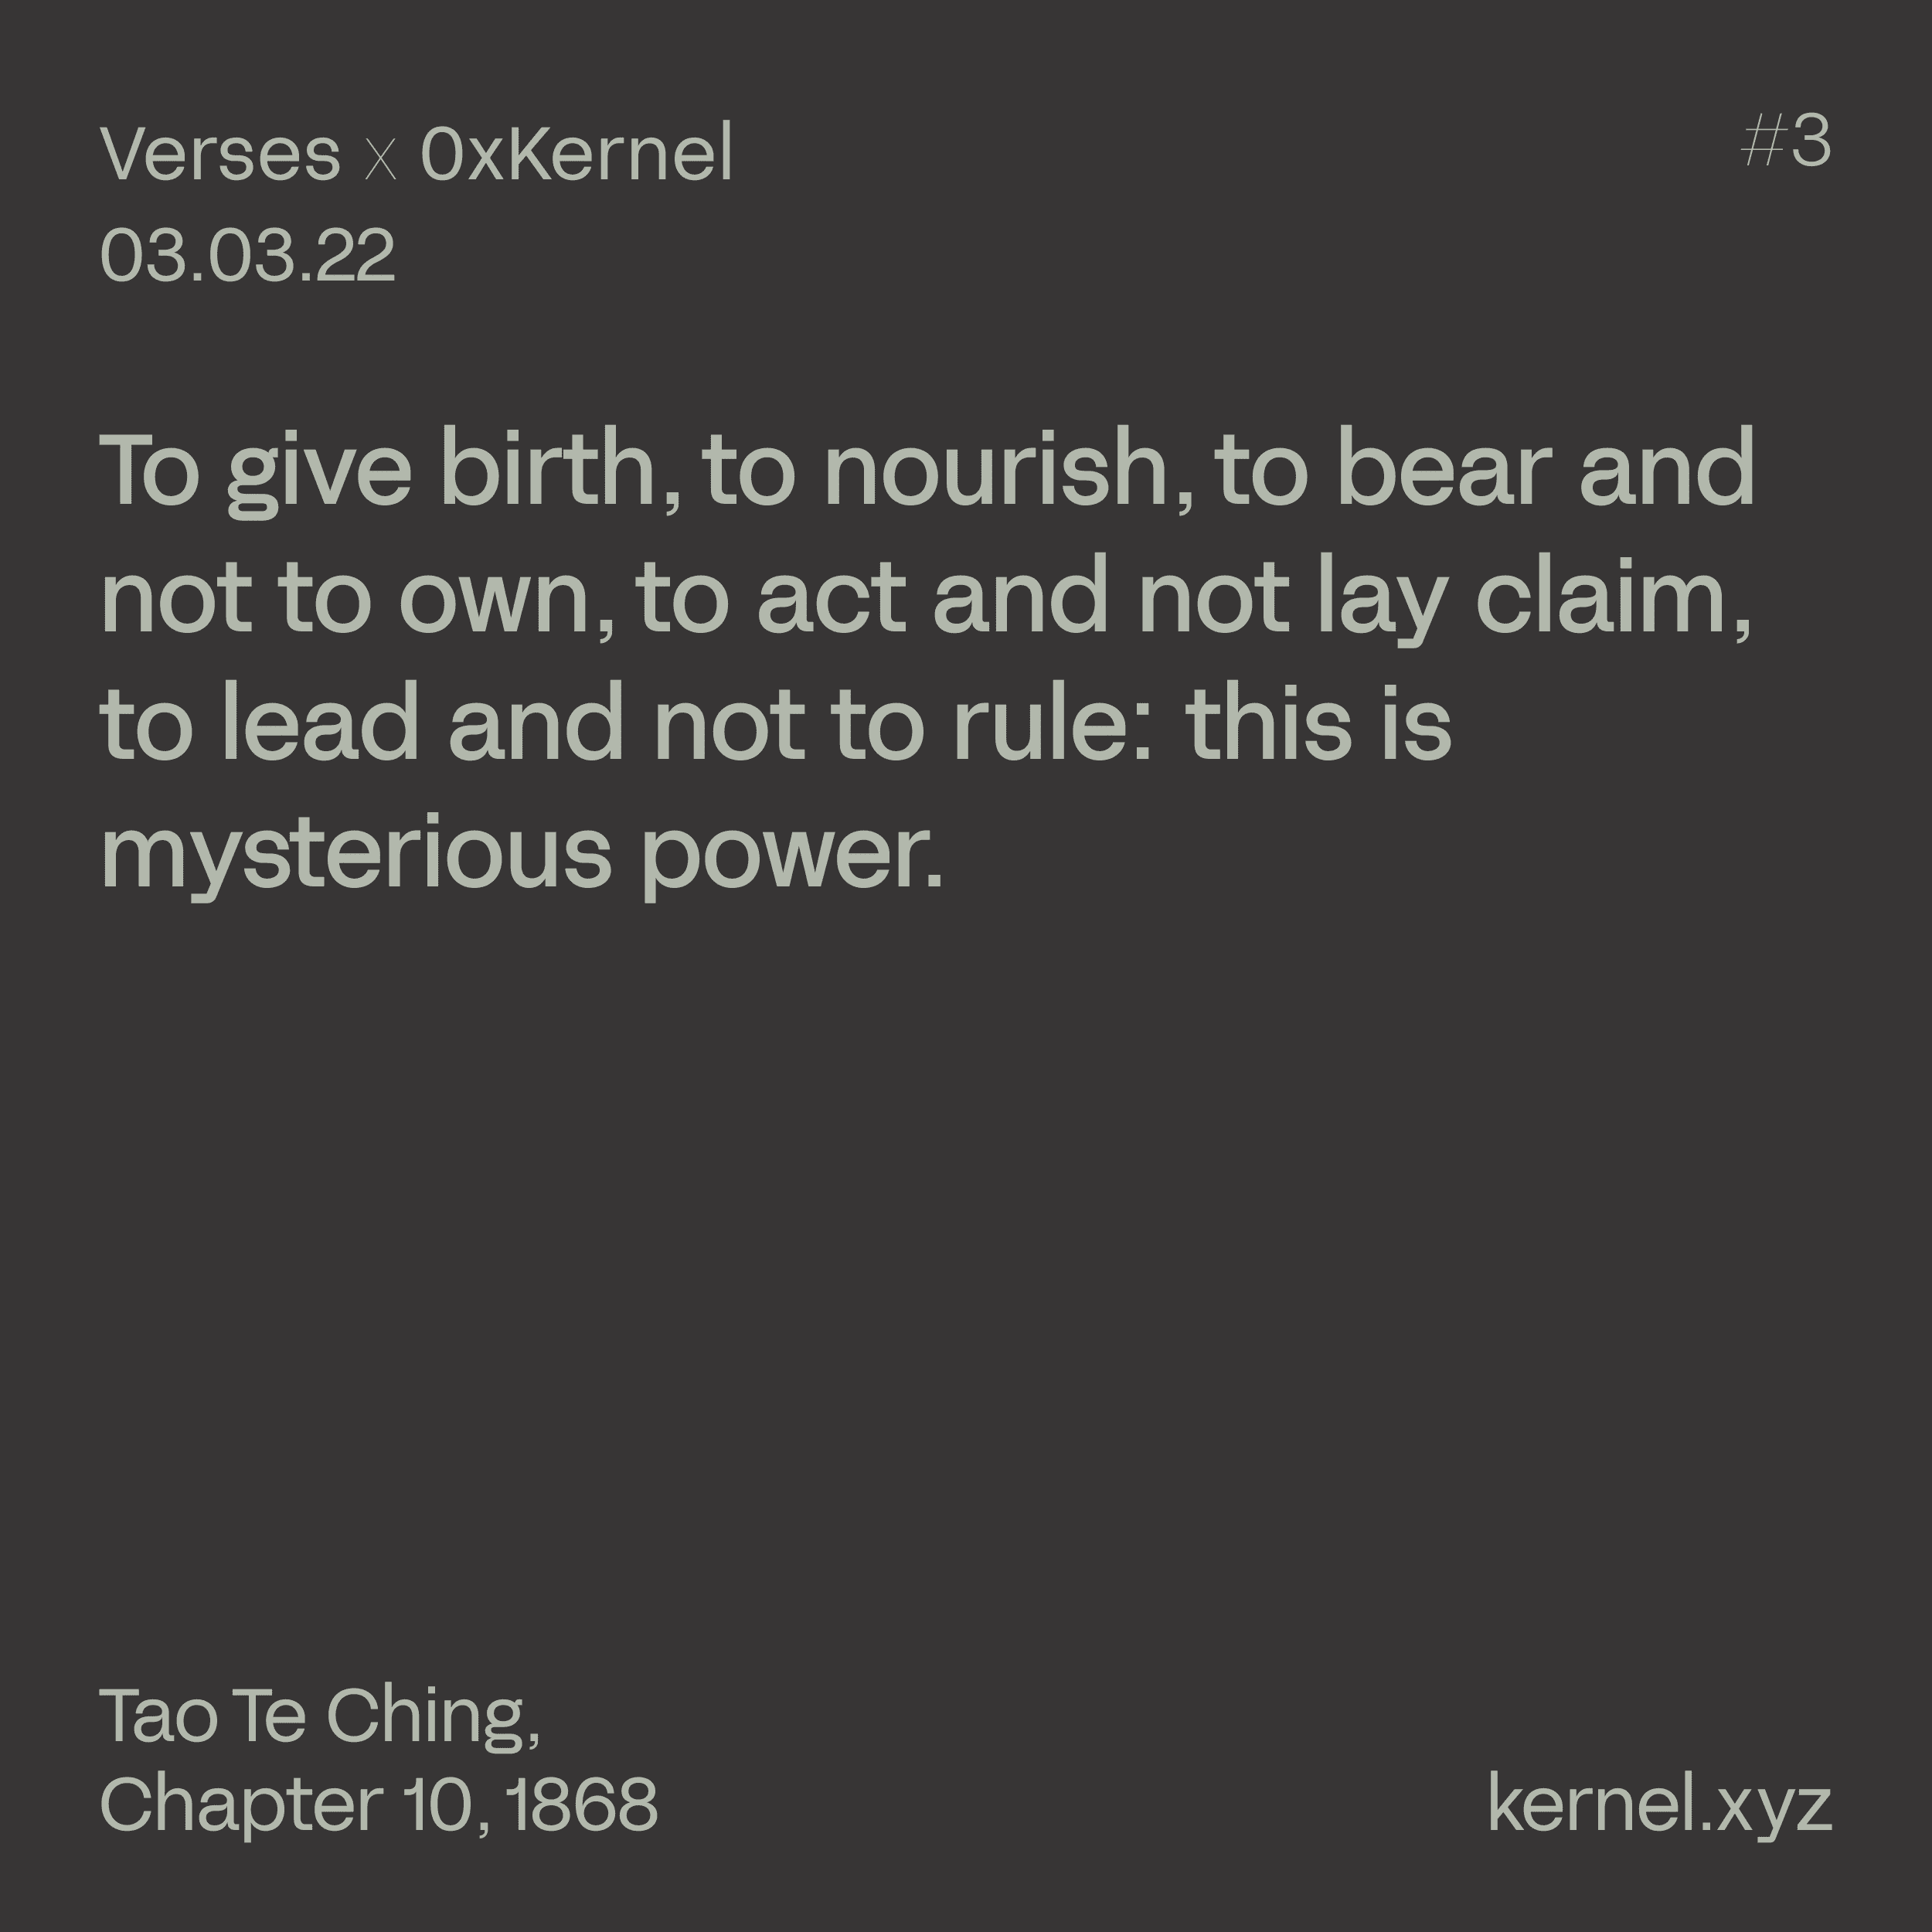 Verses x 0xKernel
#3
03.03.22
To give birth, to nourish, to bear and
not to own, to act and not lay claim,
to lead and not to rule: this is
mysterious power.
Tao Te Ching,
Chapter 10, 1868
kernel.xyz